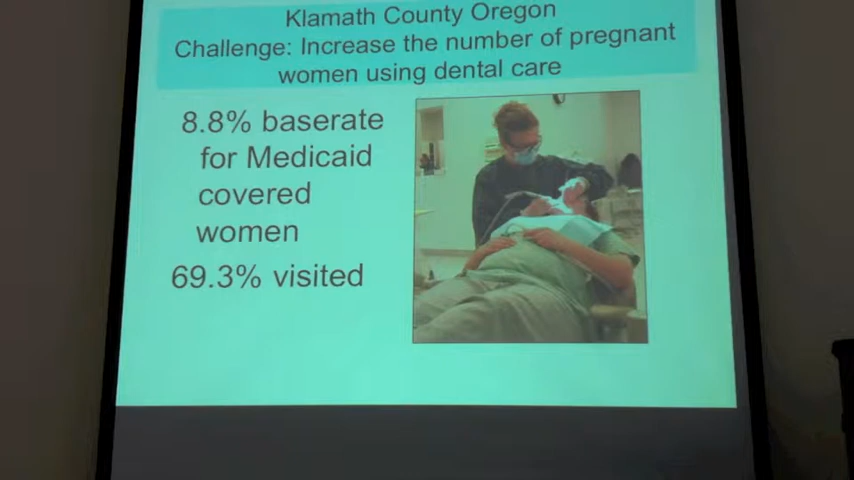 Klamath County Oregon
Challenge: Increase the number of pregnant
women using dental care
8.8% baserate
for Medicaid
covered
women
69.3% visited